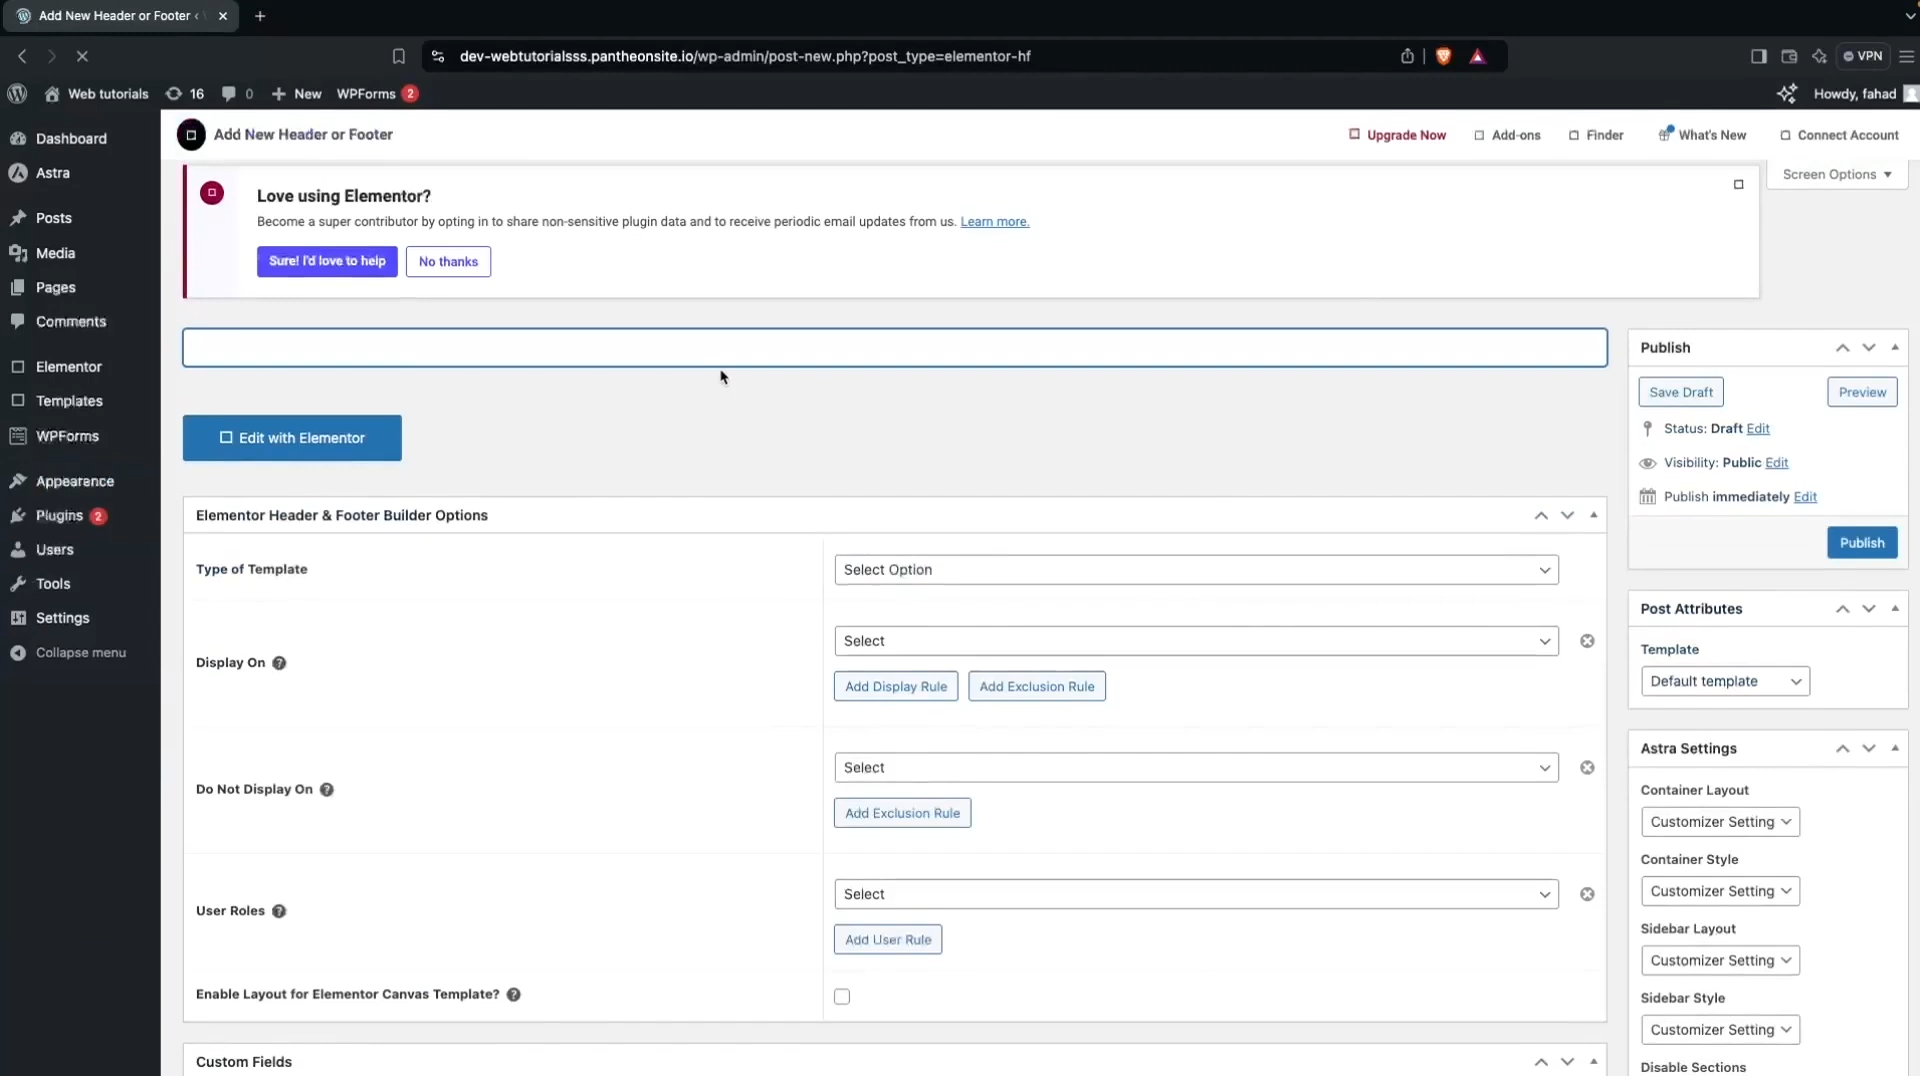 Add New Header or Footer ‹
dev-webtutorialsss.pantheonsite.io/wp-admin/post-new.php?post_type=elementor-hf
VPN
Web tutorials
16
0
New
WPForms 2
Howdy, fahad
Dashboard
Astra
Posts
Media
Pages
Comments
Elementor
Templates
WPForms
Appearance
Plugins 2
Users
Tools
Settings
Collapse menu
Add New Header or Footer
Upgrade Now
Add-ons
Finder
What's New
Connect Account
Screen Options
Love using Elementor?
Become a super contributor by opting in to share non-sensitive plugin data and to receive periodic email updates from us. Learn more.
Sure! I'd love to help
No thanks
Edit with Elementor
Elementor Header & Footer Builder Options
Type of Template
Select Option
Display On
Select
Add Display Rule
Add Exclusion Rule
Do Not Display On
Select
Add Exclusion Rule
User Roles
Select
Add User Rule
Enable Layout for Elementor Canvas Template?
Custom Fields
Publish
Save Draft
Preview
Status: Draft Edit
Visibility: Public Edit
Publish immediately Edit
Publish
Post Attributes
Template
Default template
Astra Settings
Container Layout
Customizer Setting
Container Style
Customizer Setting
Sidebar Layout
Customizer Setting
Sidebar Style
Customizer Setting
Disable Sections